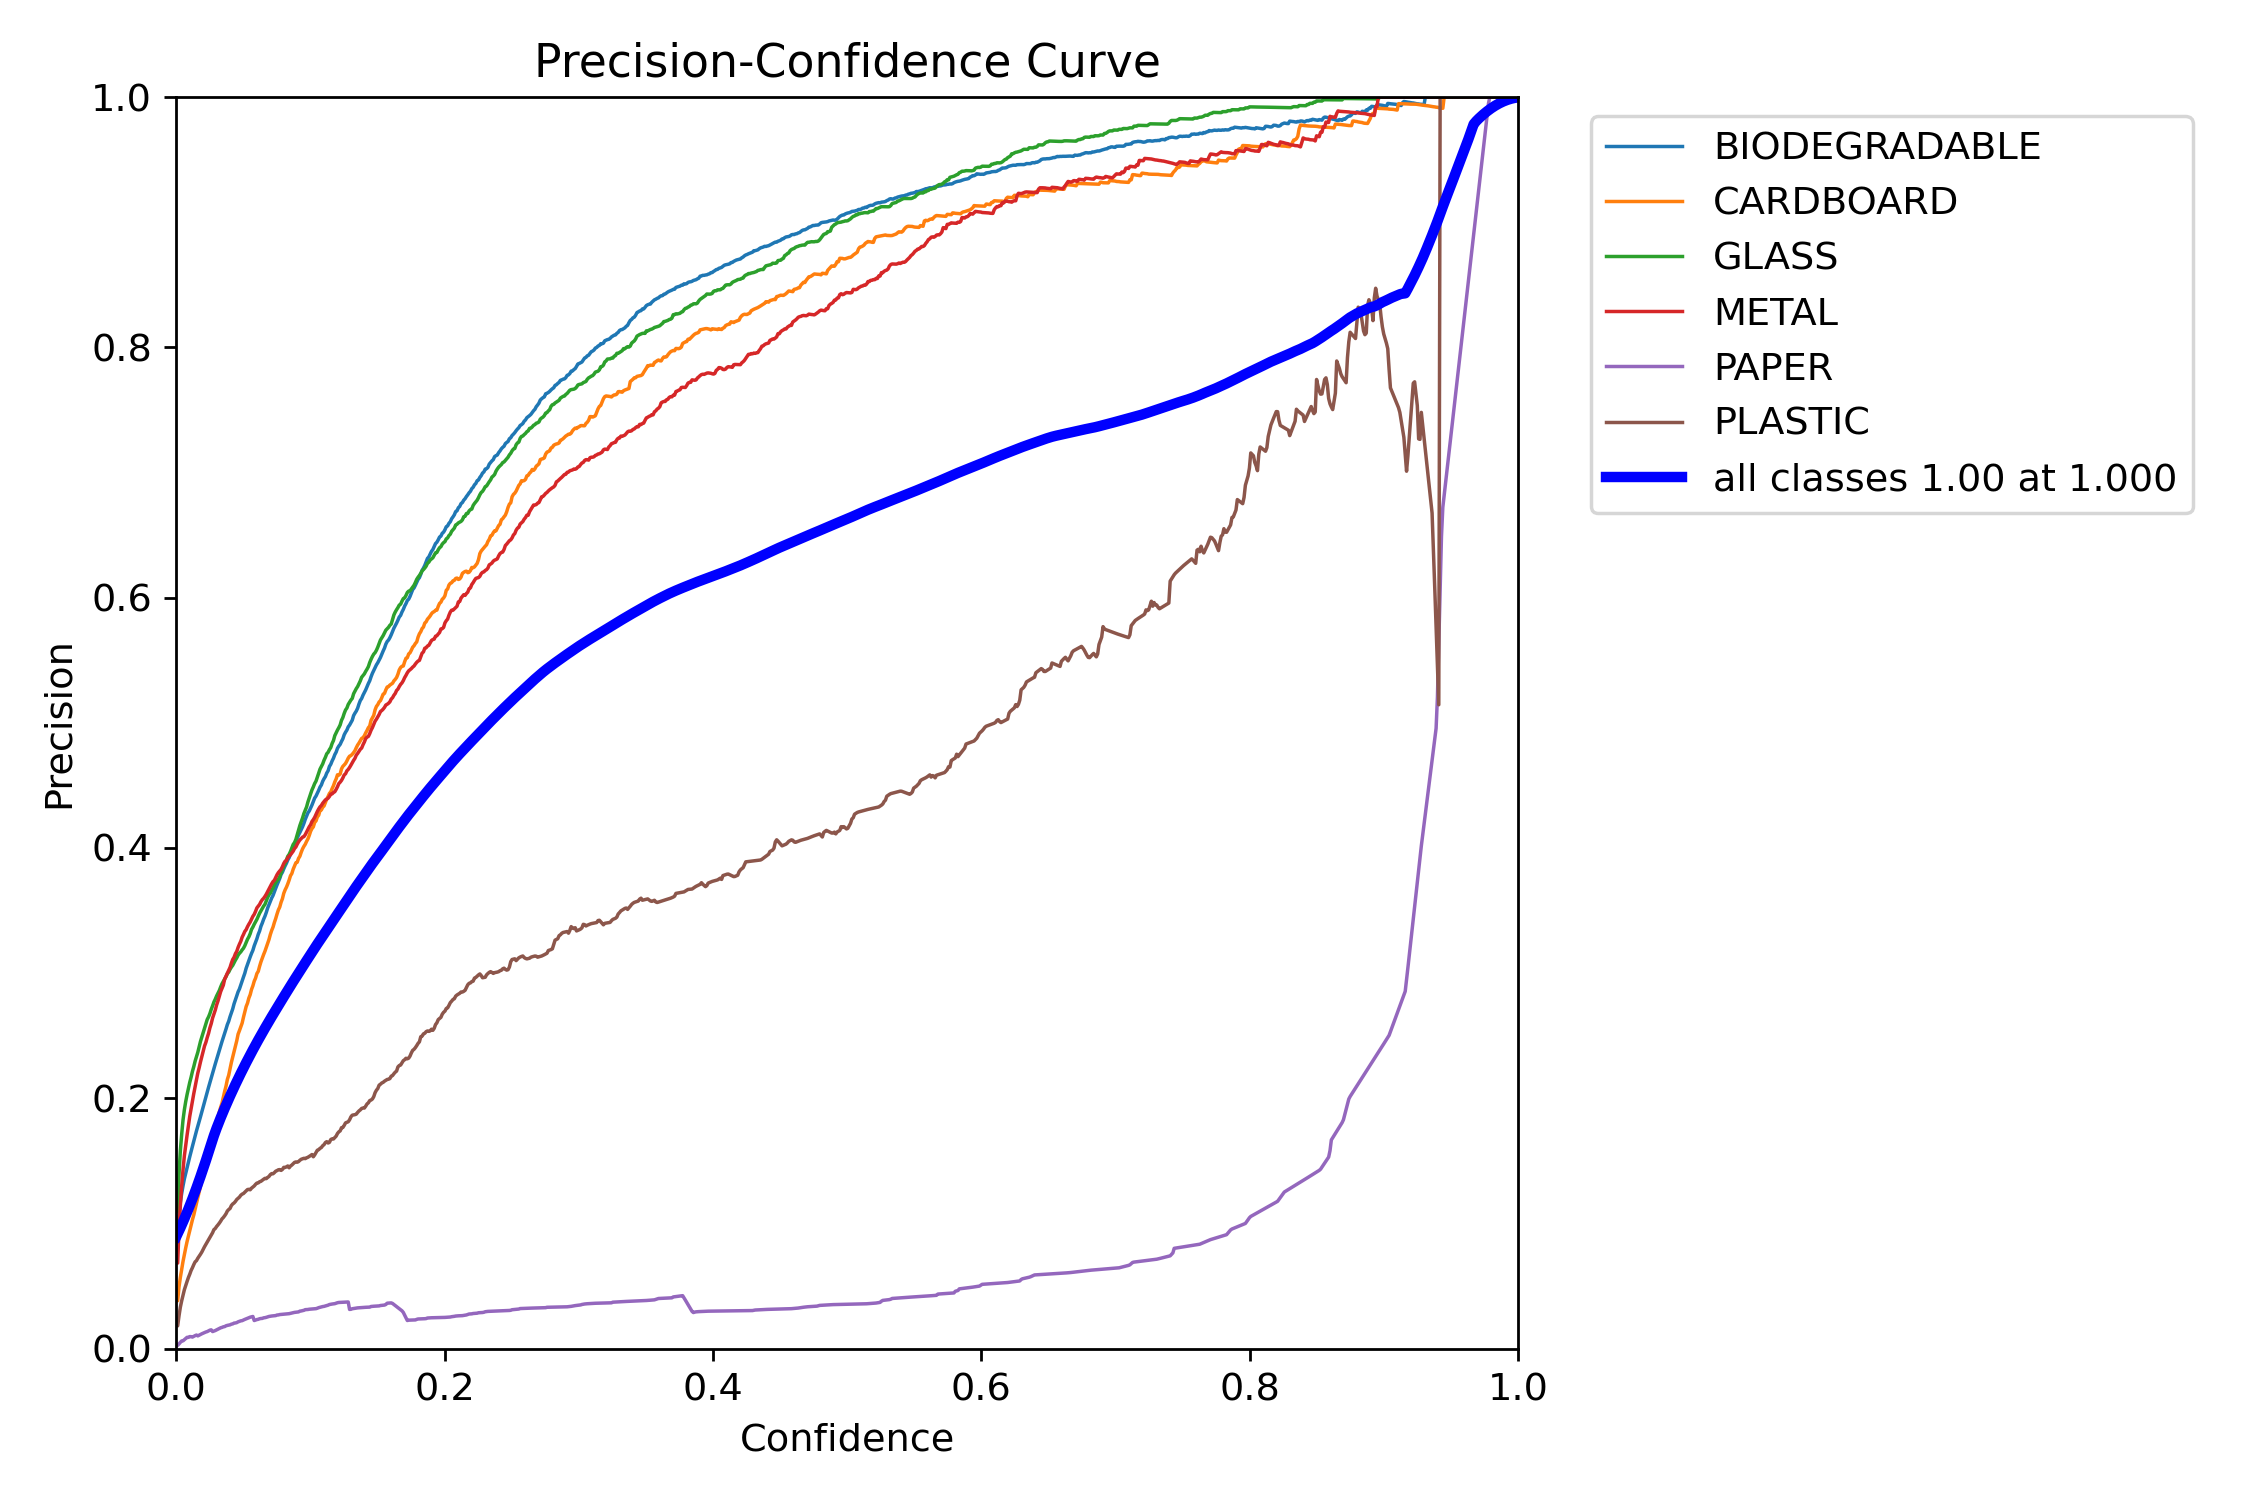 Precision-Confidence Curve
1.0
0.8
0.6
0.4
0.2
0.0
Precision
0.0 0.2 0.4 0.6 0.8 1.0
Confidence
BIODEGRADABLE
CARDBOARD
GLASS
METAL
PAPER
PLASTIC
all classes 1.00 at 1.000